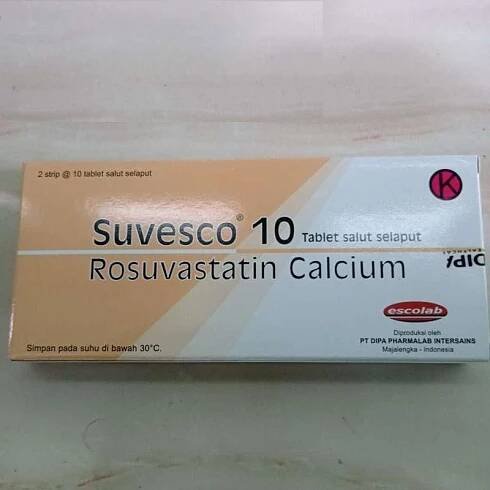 2 strip @ 10 tablet salut selaput
K
Suvesco® 10 Tablet salut selaput
Rosuvastatin Calcium
DIPA
escolab
Simpan pada suhu di bawah 30°C.
Diproduksi oleh
PT DIPA PHARMALAB INTERSAINS
Majalengka - Indonesia